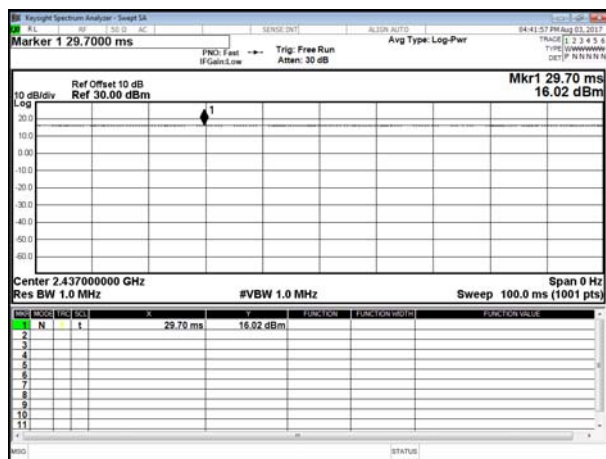 Keysight Spectrum Analyzer - Swept SA
RL RF 50 Ω AC SENSE:INT ALIGN AUTO 04:41:57 PM Aug 03, 2017
Marker 1 29.7000 ms
PNO: Fast Trig: Free Run Avg Type: Log-Pwr TRACE 1 2 3 4 5 6
IFGain:Low Atten: 30 dB TYPE WWWWWW
DET P N N N N N
Ref Offset 10 dB Mkr1 29.70 ms
10 dB/div Ref 30.00 dBm 16.02 dBm
Log
1
20.0
10.0
0.00
-10.0
-20.0
-30.0
-40.0
-50.0
-60.0
Center 2.437000000 GHz Span 0 Hz
Res BW 1.0 MHz #VBW 1.0 MHz Sweep 100.0 ms (1001 pts)
MKR MODE TRC SCL X Y FUNCTION FUNCTION WIDTH FUNCTION VALUE
1 N t 29.70 ms 16.02 dBm
2
3
4
5
6
7
8
9
10
11
MSG STATUS